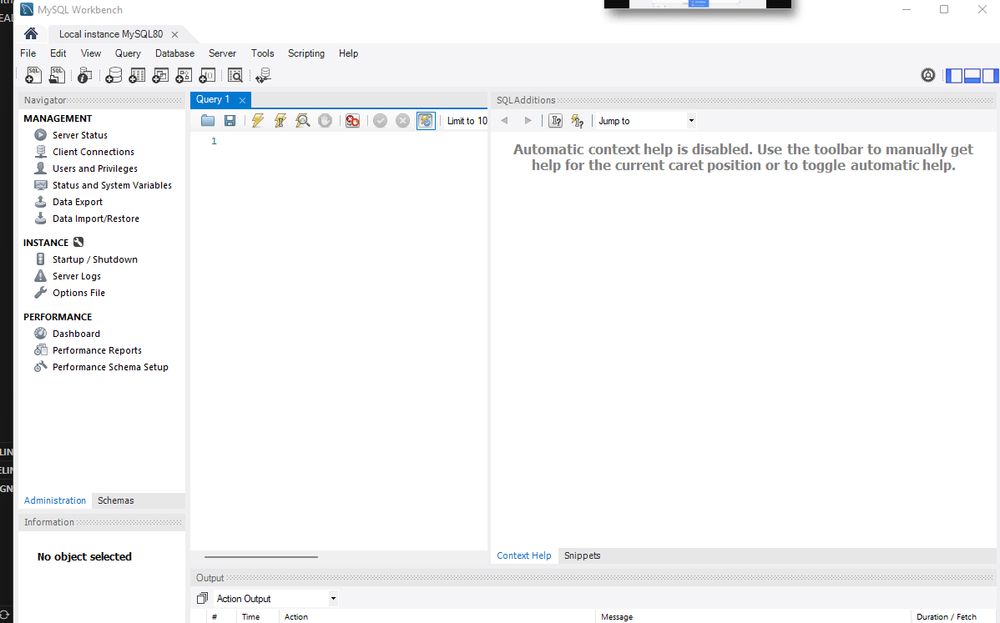 MySQL Workbench
Local instance MySQL80
File Edit View Query Database Server Tools Scripting Help
Navigator
MANAGEMENT
Server Status
Client Connections
Users and Privileges
Status and System Variables
Data Export
Data Import/Restore
INSTANCE
Startup / Shutdown
Server Logs
Options File
PERFORMANCE
Dashboard
Performance Reports
Performance Schema Setup
Administration Schemas
Information
No object selected
Query 1
Limit to 10
1
SQLAdditions
Jump to
Automatic context help is disabled. Use the toolbar to manually get
help for the current caret position or to toggle automatic help.
Context Help Snippets
Output
Action Output
# Time Action Message Duration / Fetch